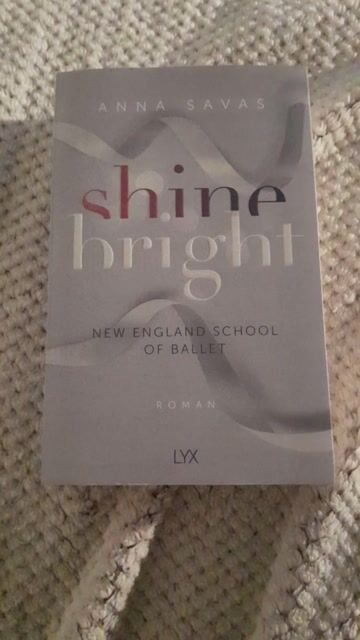 ANNA SAVAS
shine
bright
NEW ENGLAND SCHOOL
OF BALLET
ROMAN
LYX